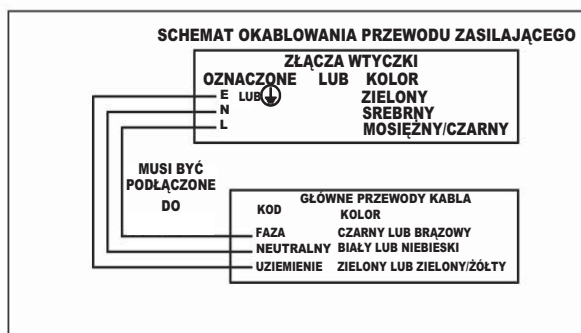 SCHEMAT OKABLOWANIA PRZEWODU ZASILAJĄCEGO
ZŁĄCZA WTYCZKI
OZNACZONE LUB KOLOR
E LUB ZIELONY
N SREBRNY
L MOSIĘŻNY/CZARNY
MUSI BYĆ
PODŁĄCZONE
DO
GŁÓWNE PRZEWODY KABLA
KOD KOLOR
FAZA CZARNY LUB BRĄZOWY
NEUTRALNY BIAŁY LUB NIEBIESKI
UZIEMIENIE ZIELONY LUB ZIELONY/ŻÓŁTY